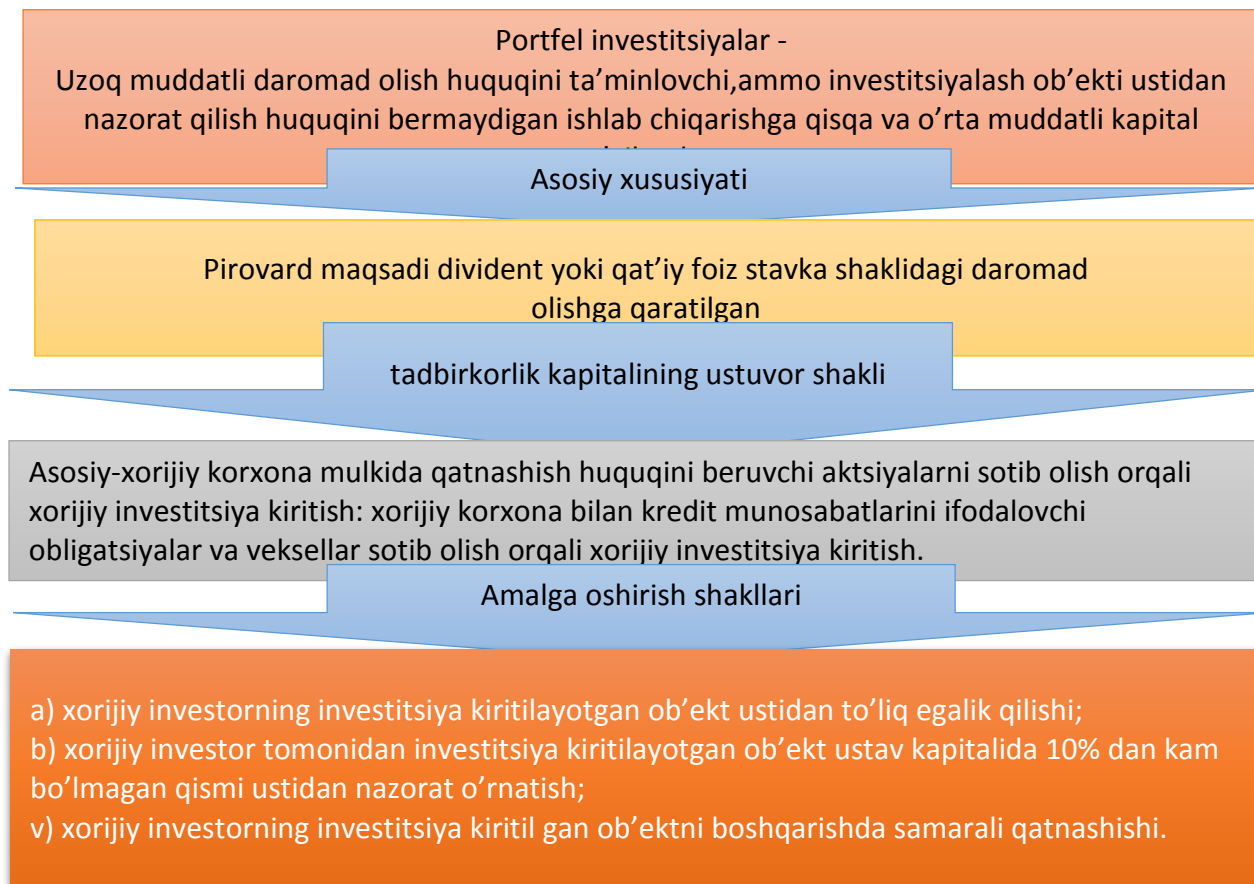 Portfel investitsiyalar -
Uzoq muddatli daromad olish huquqini ta’minlovchi,ammo investitsiyalash ob’ekti ustidan
nazorat qilish huquqini bermaydigan ishlab chiqarishga qisqa va o’rta muddatli kapital
Asosiy xususiyati
Pirovard maqsadi divident yoki qat’iy foiz stavka shaklidagi daromad
olishga qaratilgan
tadbirkorlik kapitalining ustuvor shakli
Asosiy-xorijiy korxona mulkida qatnashish huquqini beruvchi aktsiyalarni sotib olish orqali
xorijiy investitsiya kiritish: xorijiy korxona bilan kredit munosabatlarini ifodalovchi
obligatsiyalar va veksellar sotib olish orqali xorijiy investitsiya kiritish.
Amalga oshirish shakllari
a) xorijiy investorning investitsiya kiritilayotgan ob’ekt ustidan to’liq egalik qilishi;
b) xorijiy investor tomonidan investitsiya kiritilayotgan ob’ekt ustav kapitalida 10% dan kam
bo’lmagan qismi ustidan nazorat o’rnatish;
v) xorijiy investorning investitsiya kiritil gan ob’ektni boshqarishda samarali qatnashishi.